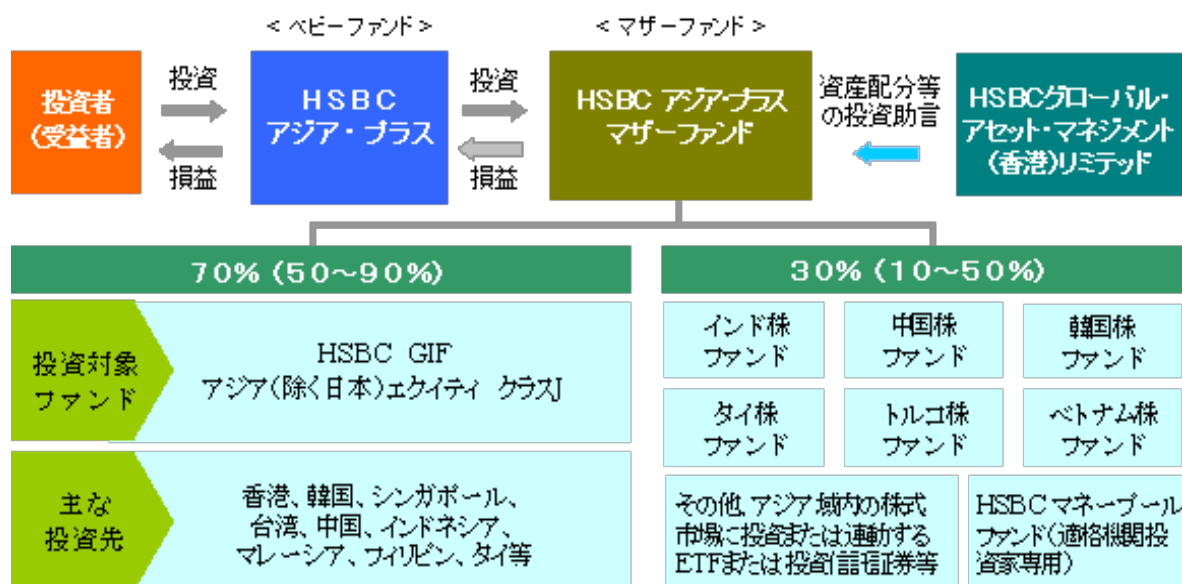 ＜ベビーファンド＞
＜マザーファンド＞
投資者
(受益者)
投資
損益
HSBC
アジア・プラス
投資
損益
HSBC アジア・プラス
マザーファンド
資産配分等
の投資助言
HSBCグローバル・
アセット・マネジメント
(香港)リミテッド
70% (50～90%)
30% (10～50%)
投資対象
ファンド
HSBC GIF
アジア(除く日本)エクイティ クラスJ
主な
投資先
香港、韓国、シンガポール、
台湾、中国、インドネシア、
マレーシア、フィリピン、タイ等
インド株
ファンド
中国株
ファンド
韓国株
ファンド
タイ株
ファンド
トルコ株
ファンド
ベトナム株
ファンド
その他、アジア域内の株式
市場に投資または連動する
ETFまたは投資信託証券等
HSBCマネープール
ファンド(適格機関投
資家専用)